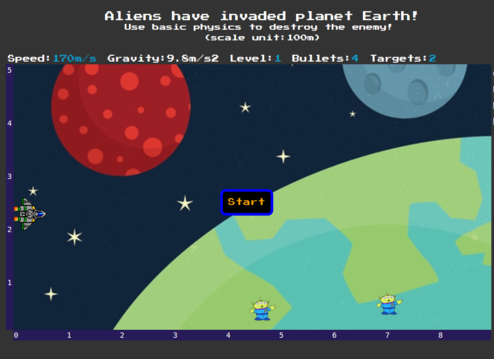 Aliens have invaded planet Earth!
Use basic physics to destroy the enemy!
(scale unit:100m)
Speed:170m/s Gravity:9.8m/s2 Level:1 Bullets:4 Targets:2
5
4
3
Start
2
1
0 1 2 3 4 5 6 7 8